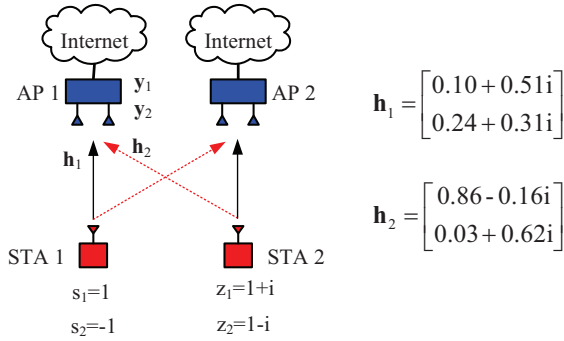 Internet
Internet
AP 1
y₁
y₂
AP 2
h₁
h₂
STA 1
STA 2
s₁=1
s₂=-1
z₁=1+i
z₂=1-i
h₁ = [0.10 + 0.51i
0.24 + 0.31i]
h₂ = [0.86 - 0.16i
0.03 + 0.62i]